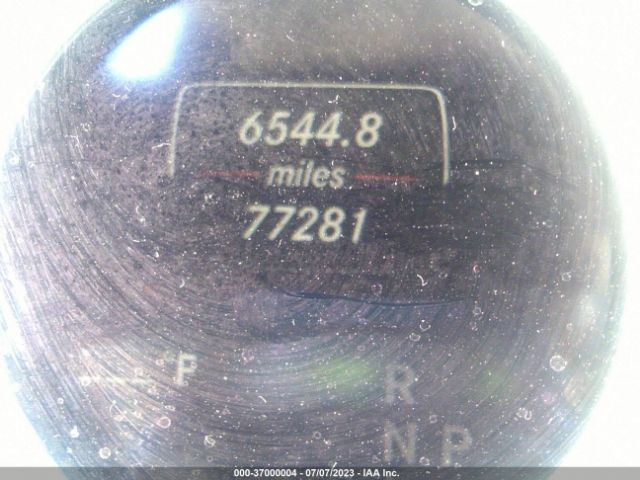 6544.8
miles
77281
F
R
N P
000-37000004 - 07/07/2023 - IAA Inc.